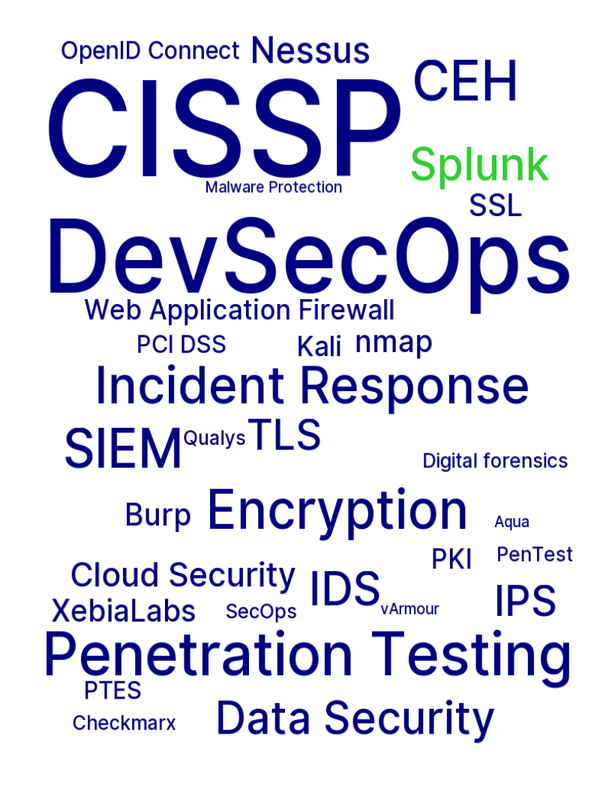 OpenID Connect Nessus
CEH
CISSP
Splunk
Malware Protection
SSL
DevSecOps
Web Application Firewall
PCI DSS Kali nmap
Incident Response
SIEM Qualys TLS
Digital forensics
Burp Encryption Aqua
PKI PenTest
Cloud Security IDS IPS
XebiaLabs SecOps vArmour
Penetration Testing
PTES
Checkmarx Data Security